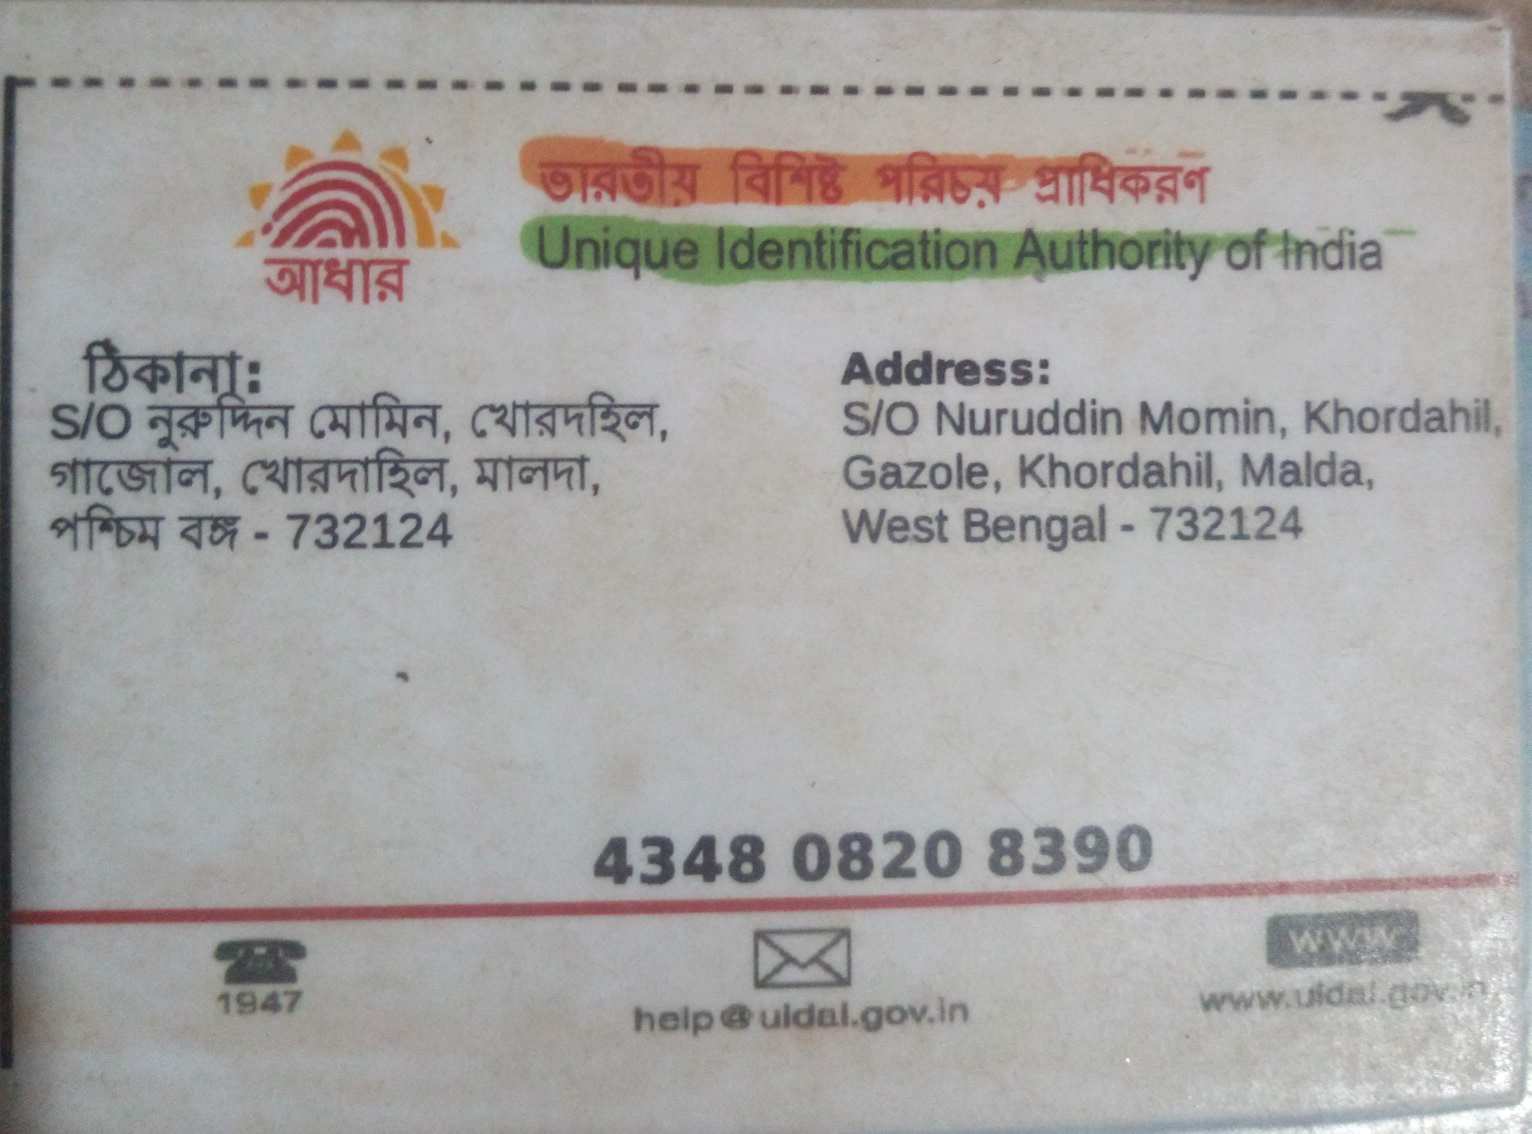 ভারতীয় বিশিষ্ট পরিচয় প্রাধিকরণ
Unique Identification Authority of India
আধার
ঠিকানা:
S/O নুরুদ্দিন মোমিন, খোরদহিল,
গাজোল, খোরদাহিল, মালদা,
পশ্চিম বঙ্গ - 732124
Address:
S/O Nuruddin Momin, Khordahil,
Gazole, Khordahil, Malda,
West Bengal - 732124
4348 0820 8390
1947
help@uidai.gov.in
www
www.uidai.gov.in